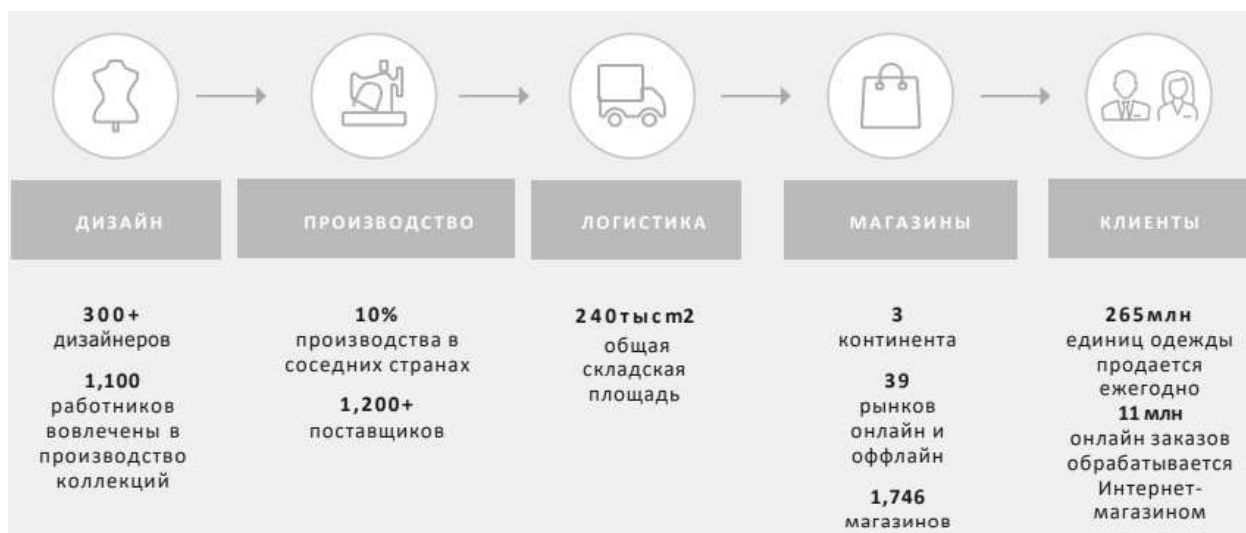 ДИЗАЙН
300+
дизайнеров
1,100
работников
вовлечены в
производство
коллекций
ПРОИЗВОДСТВО
10%
производства в
соседних странах
1,200+
поставщиков
ЛОГИСТИКА
240тысm2
общая
складская
площадь
МАГАЗИНЫ
3
континента
39
рынков
онлайн и
оффлайн
1,746
магазинов
КЛИЕНТЫ
265млн
единиц одежды
продается
ежегодно
11 млн
онлайн заказов
обрабатывается
Интернет-
магазином